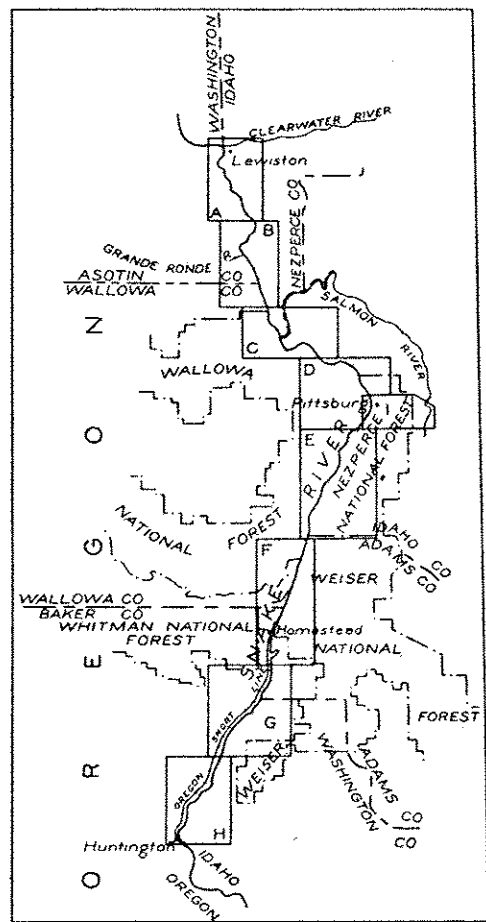 WASHINGTON
IDAHO
CLEARWATER RIVER
Lewiston
NEZPERCE CO
A
B
GRANDE RONDE R.
ASOTIN CO
WALLOWA CO
SALMON
RIVER
C
D
WALLOWA
Pittsburg
E
NEZPERCE
NATIONAL FOREST
SNAKE RIVER
NATIONAL
FOREST
IDAHO CO
ADAMS CO
F
WEISER
WALLOWA CO
BAKER CO
WHITMAN NATIONAL
FOREST
Homestead
NATIONAL
FOREST
OREGON SHORT LINE
G
WEISER
ADAMS CO
WASHINGTON CO
H
Huntington
IDAHO
OREGON
OREGON